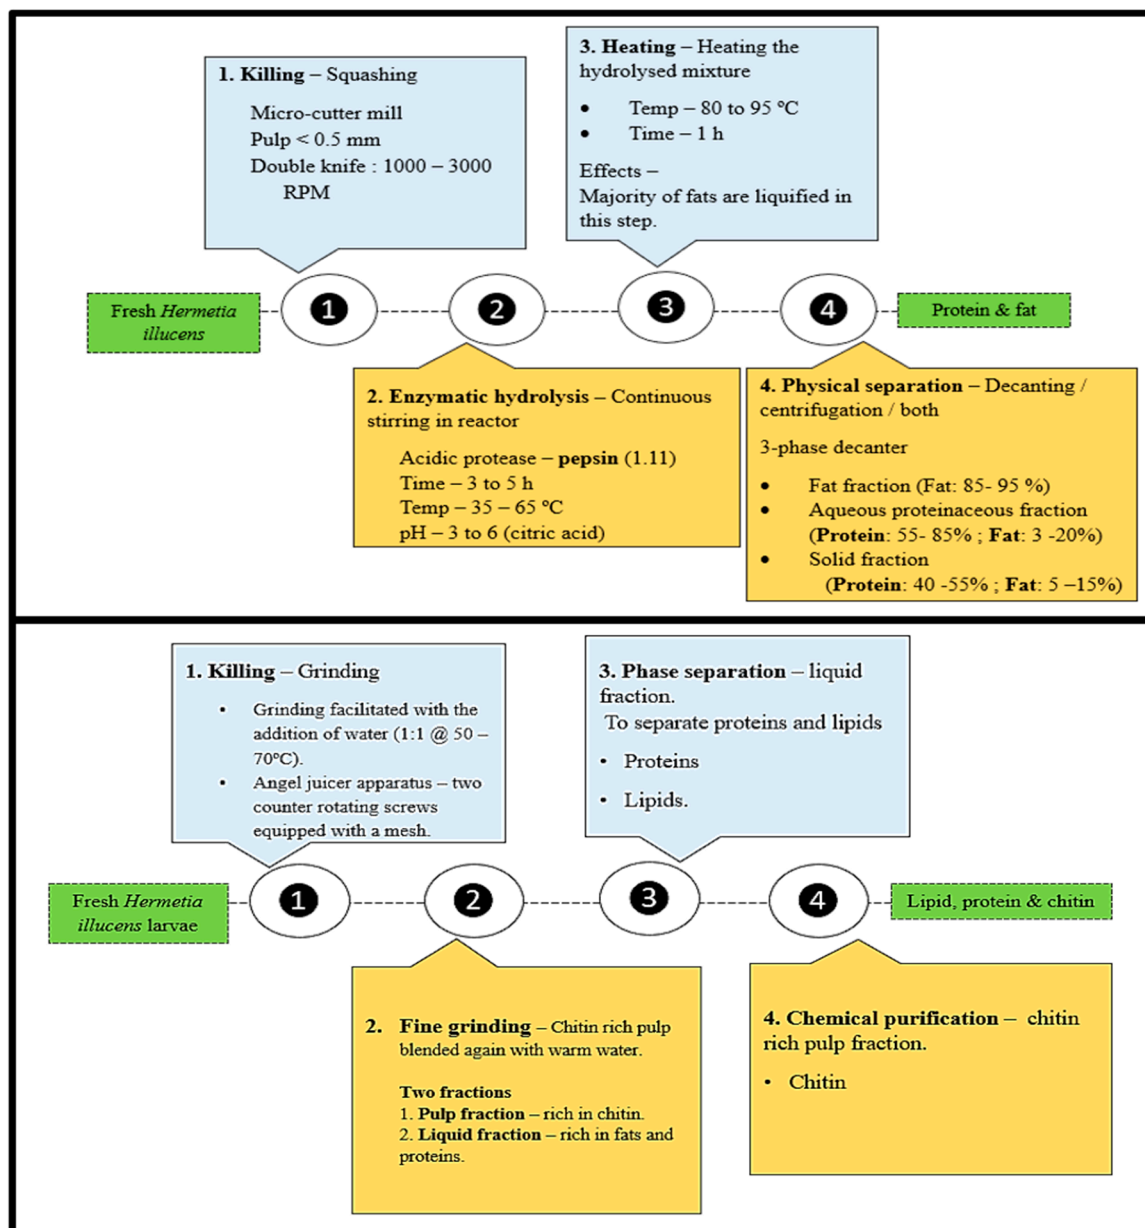 1. Killing – Squashing
Micro-cutter mill
Pulp < 0.5 mm
Double knife : 1000 – 3000
RPM
3. Heating – Heating the
hydrolysed mixture
• Temp – 80 to 95 ºC
• Time – 1 h
Effects –
Majority of fats are liquified in
this step.
Fresh Hermetia
illucens
1
2
3
4
Protein & fat
2. Enzymatic hydrolysis – Continuous
stirring in reactor
Acidic protease – pepsin (1.11)
Time – 3 to 5 h
Temp – 35 – 65 ºC
pH – 3 to 6 (citric acid)
4. Physical separation – Decanting /
centrifugation / both
3-phase decanter
• Fat fraction (Fat: 85- 95 %)
• Aqueous proteinaceous fraction
(Protein: 55- 85% ; Fat: 3 -20%)
• Solid fraction
(Protein: 40 -55% ; Fat: 5 –15%)
1. Killing – Grinding
• Grinding facilitated with the
addition of water (1:1 @ 50 –
70ºC).
• Angel juicer apparatus – two
counter rotating screws
equipped with a mesh.
3. Phase separation – liquid
fraction.
To separate proteins and lipids
• Proteins
• Lipids.
Fresh Hermetia
illucens larvae
1
2
3
4
Lipid, protein & chitin
2. Fine grinding – Chitin rich pulp
blended again with warm water.
Two fractions
1. Pulp fraction – rich in chitin.
2. Liquid fraction – rich in fats and
proteins.
4. Chemical purification – chitin
rich pulp fraction.
• Chitin